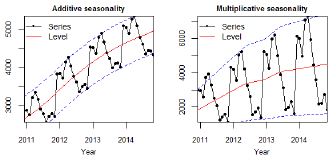 Additive seasonality
Series
Level
5000
4000
3000
2011 2012 2013 2014
Year
Multiplicative seasonality
Series
Level
6000
4000
2000
2011 2012 2013 2014
Year